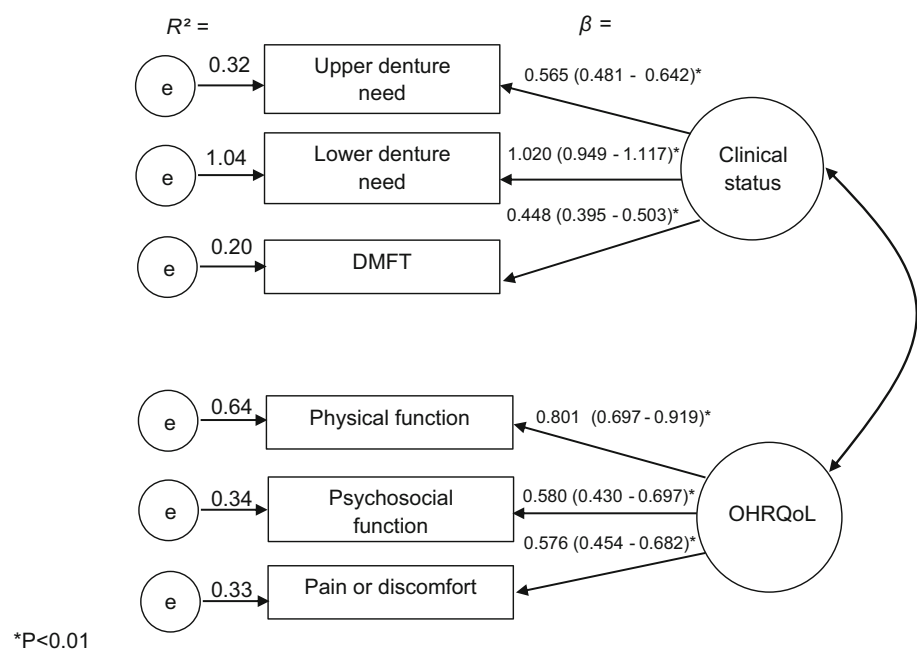 R² =
β =
0.32
e
Upper denture
need
0.565 (0.481 - 0.642)*
1.04
e
Lower denture
need
1.020 (0.949 - 1.117)*
Clinical
status
0.20
e
DMFT
0.448 (0.395 - 0.503)*
0.64
e
Physical function
0.801 (0.697 - 0.919)*
0.34
e
Psychosocial
function
0.580 (0.430 - 0.697)*
OHRQoL
0.33
e
Pain or discomfort
0.576 (0.454 - 0.682)*
*P<0.01